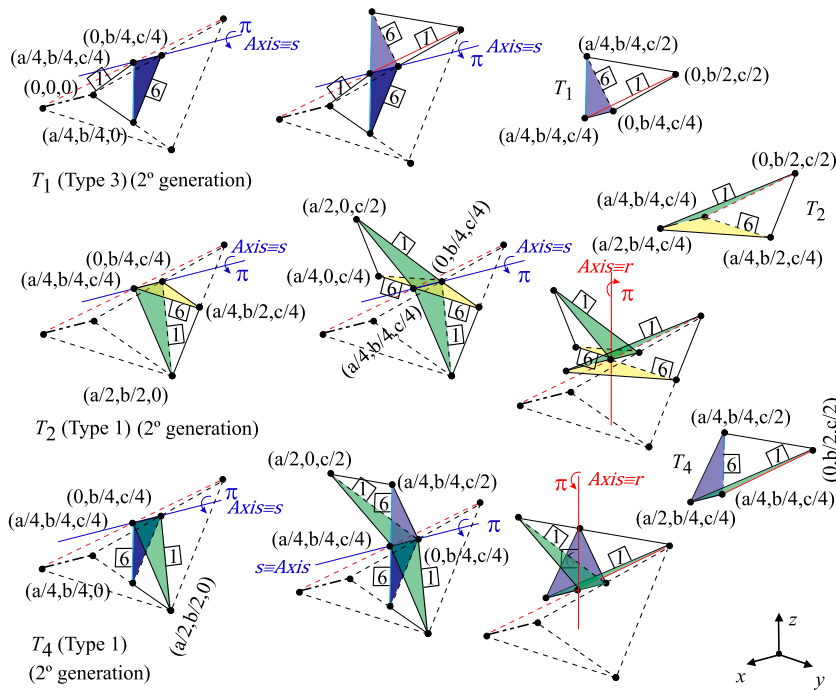 (0,b/4,c/4)
π
Axis≡s
(a/4,b/4,c/4)
(0,0,0)
1
6
(a/4,b/4,0)
T1 (Type 3) (2º generation)
6
1
Axis≡s
π
1
6
(a/4,b/4,c/2)
6
T1
1
(0,b/2,c/2)
(a/4,b/4,c/4)
(0,b/4,c/4)
(0,b/2,c/2)
(a/4,b/4,c/4)
1
T2
6
(a/2,b/4,c/4)
(a/4,b/2,c/4)
(0,b/4,c/4)
Axis≡s
π
(a/4,b/4,c/4)
6
(a/4,b/2,c/4)
1
(a/2,b/2,0)
T2 (Type 1) (2º generation)
(a/2,0,c/2)
1
(0,b/4,c/4)
Axis≡s
π
(a/4,0,c/4)
6
6
(a/4,b/4,c/4)
1
Axis≡r
π
1
1
6
6
(a/4,b/4,c/2)
T4
6
1
(0,b/2,c/2)
(a/4,b/4,c/4)
(a/2,b/4,c/4)
(0,b/4,c/4)
π
Axis≡s
(a/4,b/4,c/4)
6
1
(a/4,b/4,0)
(a/2,b/2,0)
T4 (Type 1)
(2º generation)
(a/2,0,c/2)
1
6
(a/4,b/4,c/2)
Axis≡s
π
(a/4,b/4,c/4)
(0,b/4,c/4)
s≡Axis
6
1
π
Axis≡r
1
6
1
z
x
y